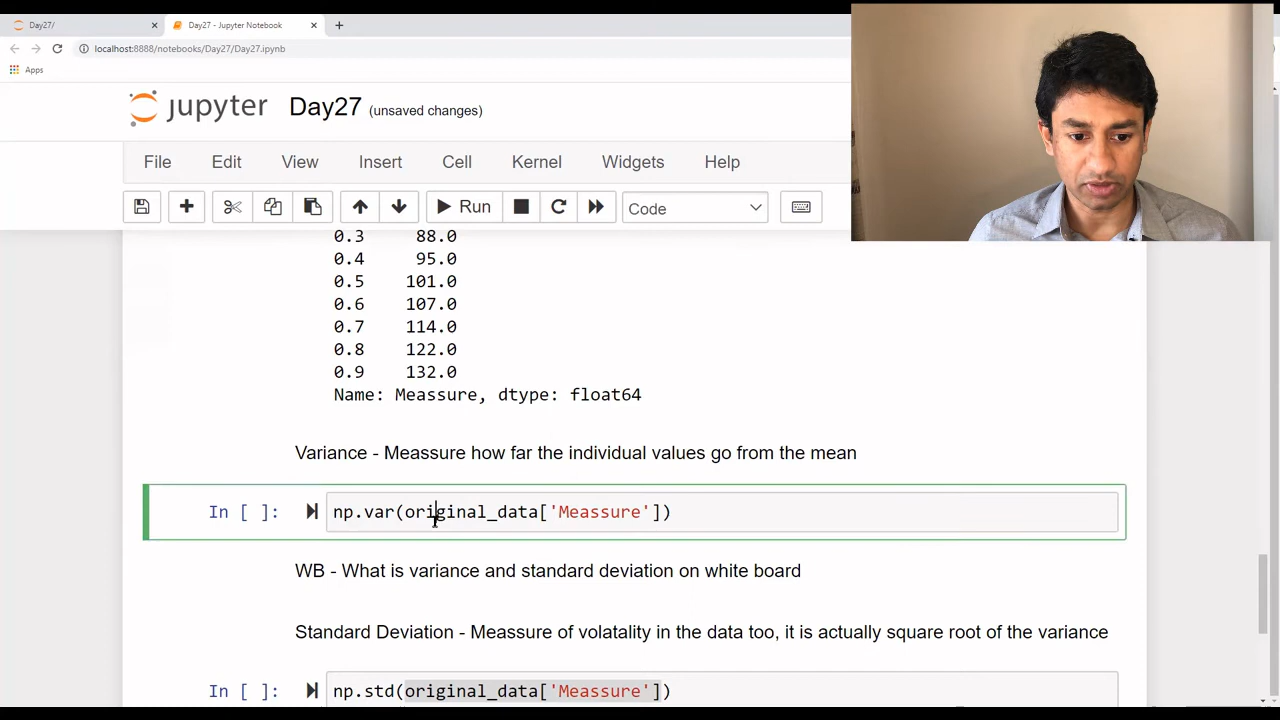 Day27/
Day27 - Jupyter Notebook
localhost:8888/notebooks/Day27/Day27.ipynb
Apps
jupyter Day27 (unsaved changes)
File Edit View Insert Cell Kernel Widgets Help
Run Code
0.3 88.0
0.4 95.0
0.5 101.0
0.6 107.0
0.7 114.0
0.8 122.0
0.9 132.0
Name: Meassure, dtype: float64
Variance - Meassure how far the individual values go from the mean
In [ ]: np.var(original_data['Meassure'])
WB - What is variance and standard deviation on white board
Standard Deviation - Meassure of volatality in the data too, it is actually square root of the variance
In [ ]: np.std(original_data['Meassure'])